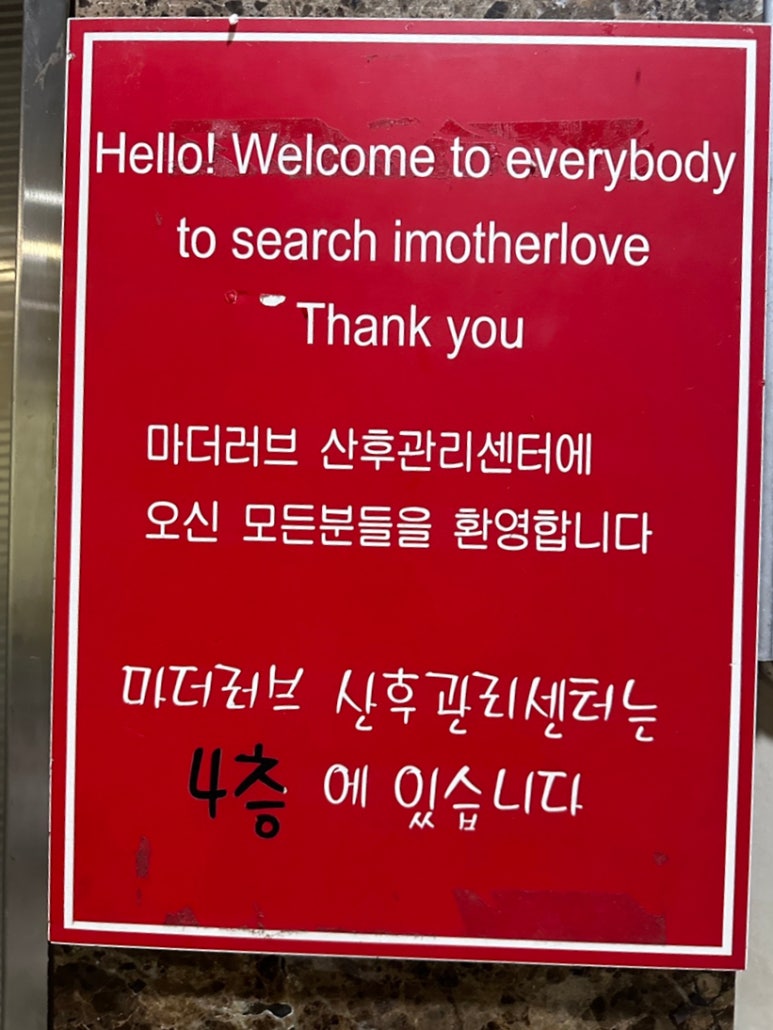 Hello! Welcome to everybody
to search imotherlove
Thank you
마더러브 산후관리센터에
오신 모든분들을 환영합니다
마더러브 산후관리센터는
4층 에 있습니다